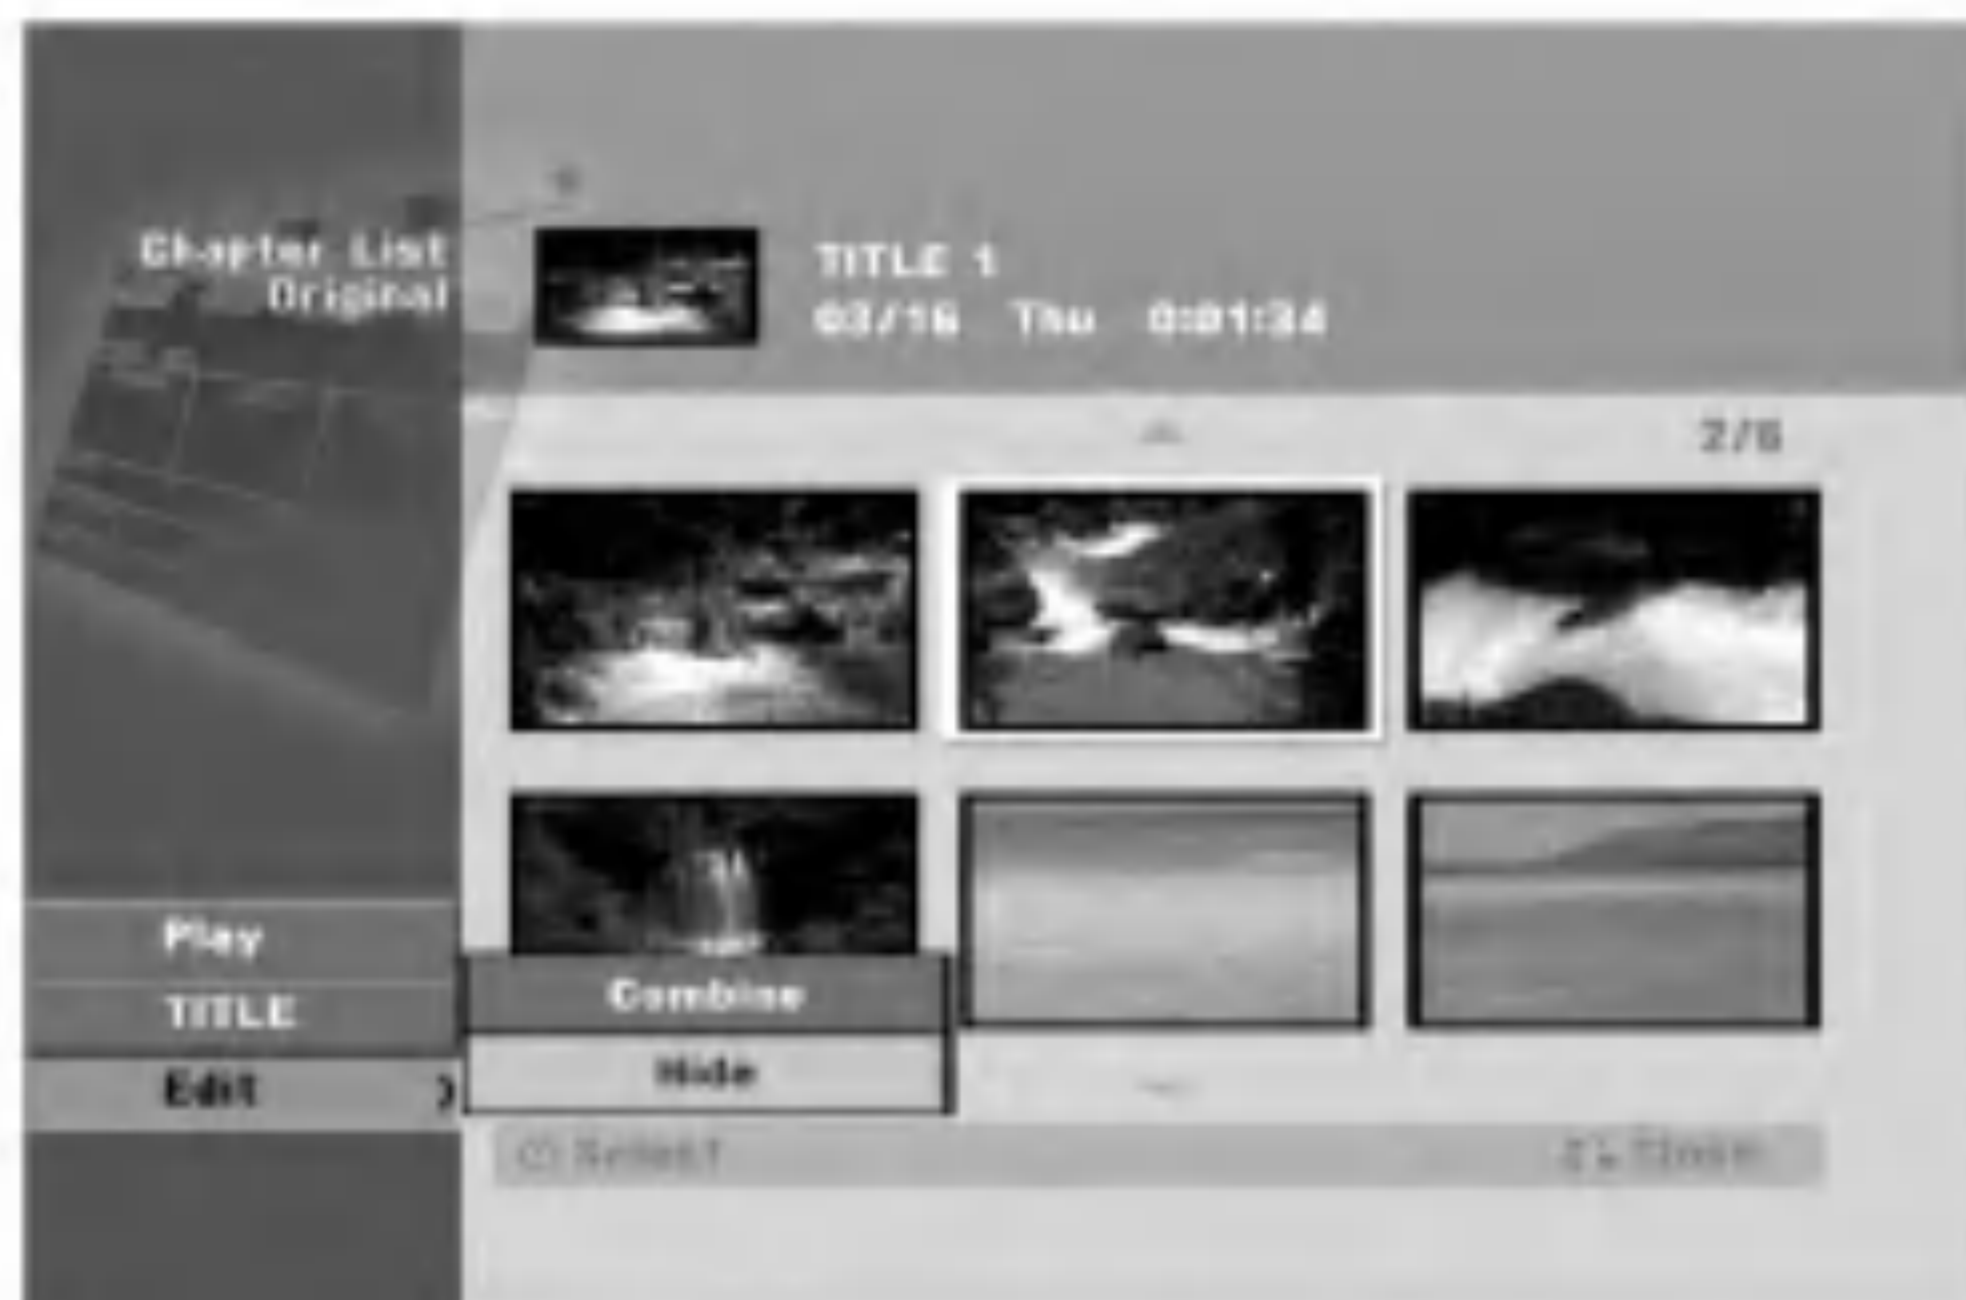 Chapter List
Original
TITLE 1
03/16 Thu 0:01:34
2/6
Play
TITLE
Combine
Edit
Hide
Select
Close